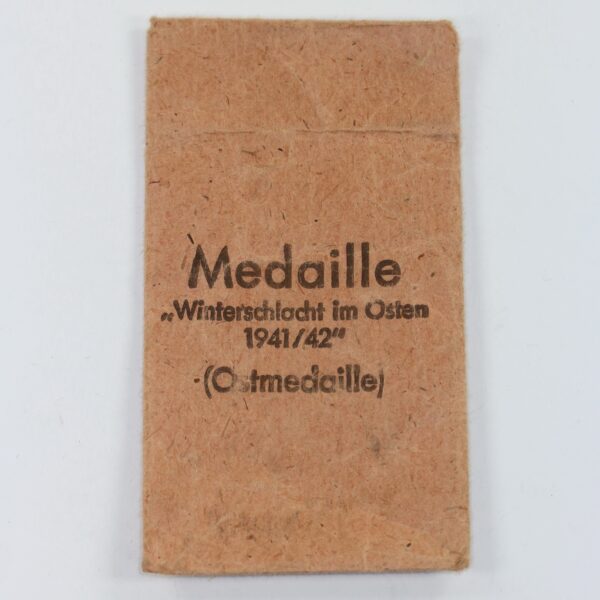 Medaille
„Winterschlacht im Osten
1941/42"
(Ostmedaille)